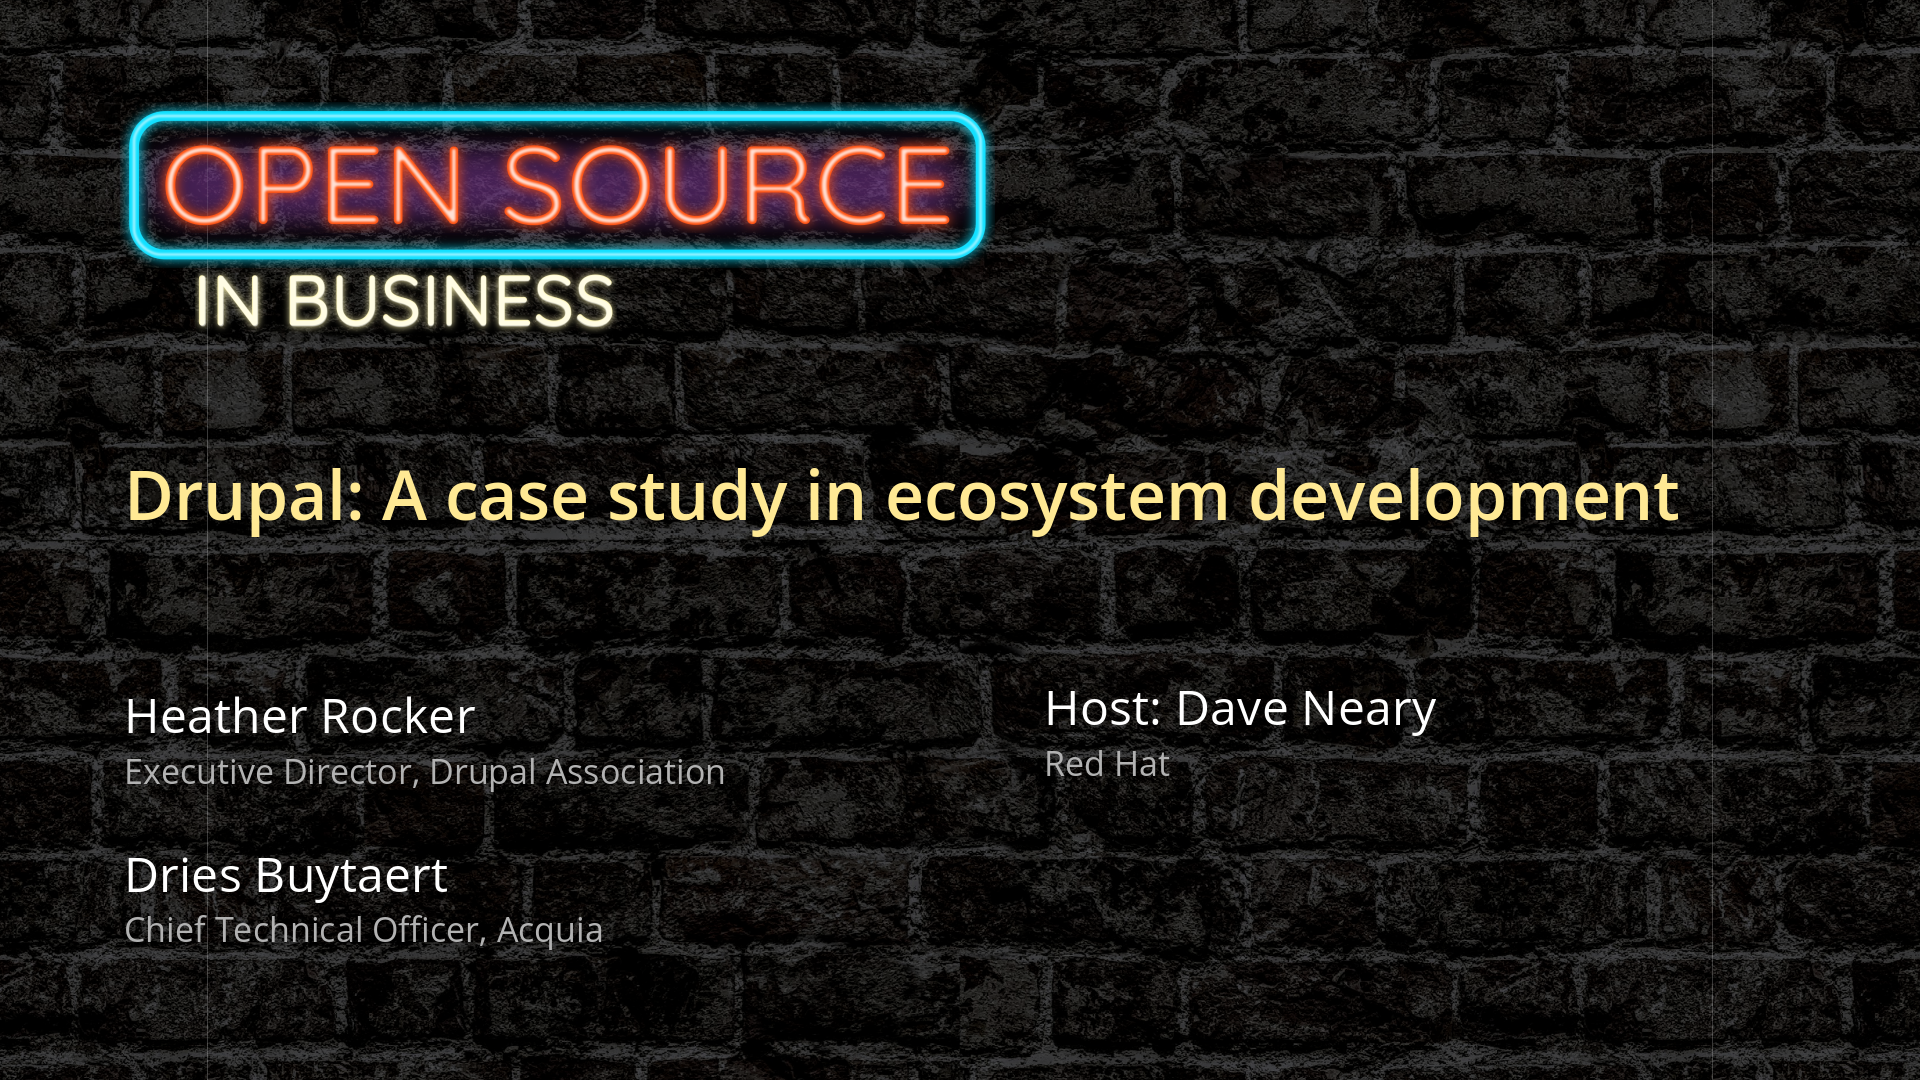 OPEN SOURCE
IN BUSINESS
Drupal: A case study in ecosystem development
Heather Rocker
Executive Director, Drupal Association
Dries Buytaert
Chief Technical Officer, Acquia
Host: Dave Neary
Red Hat